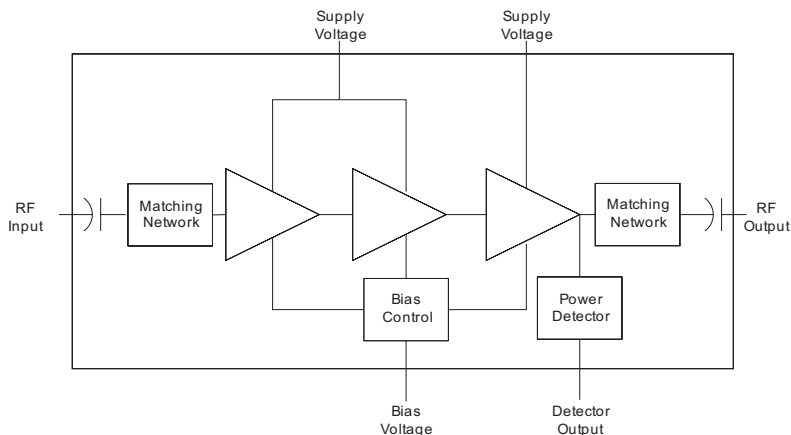 Supply
Voltage
Supply
Voltage
RF
Input
Matching
Network
Matching
Network
RF
Output
Bias
Control
Power
Detector
Bias
Voltage
Detector
Output